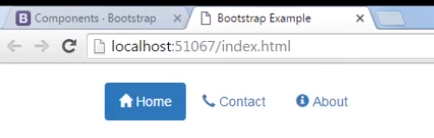 B Components · Bootstrap × Bootstrap Example ×
localhost:51067/index.html
Home Contact About